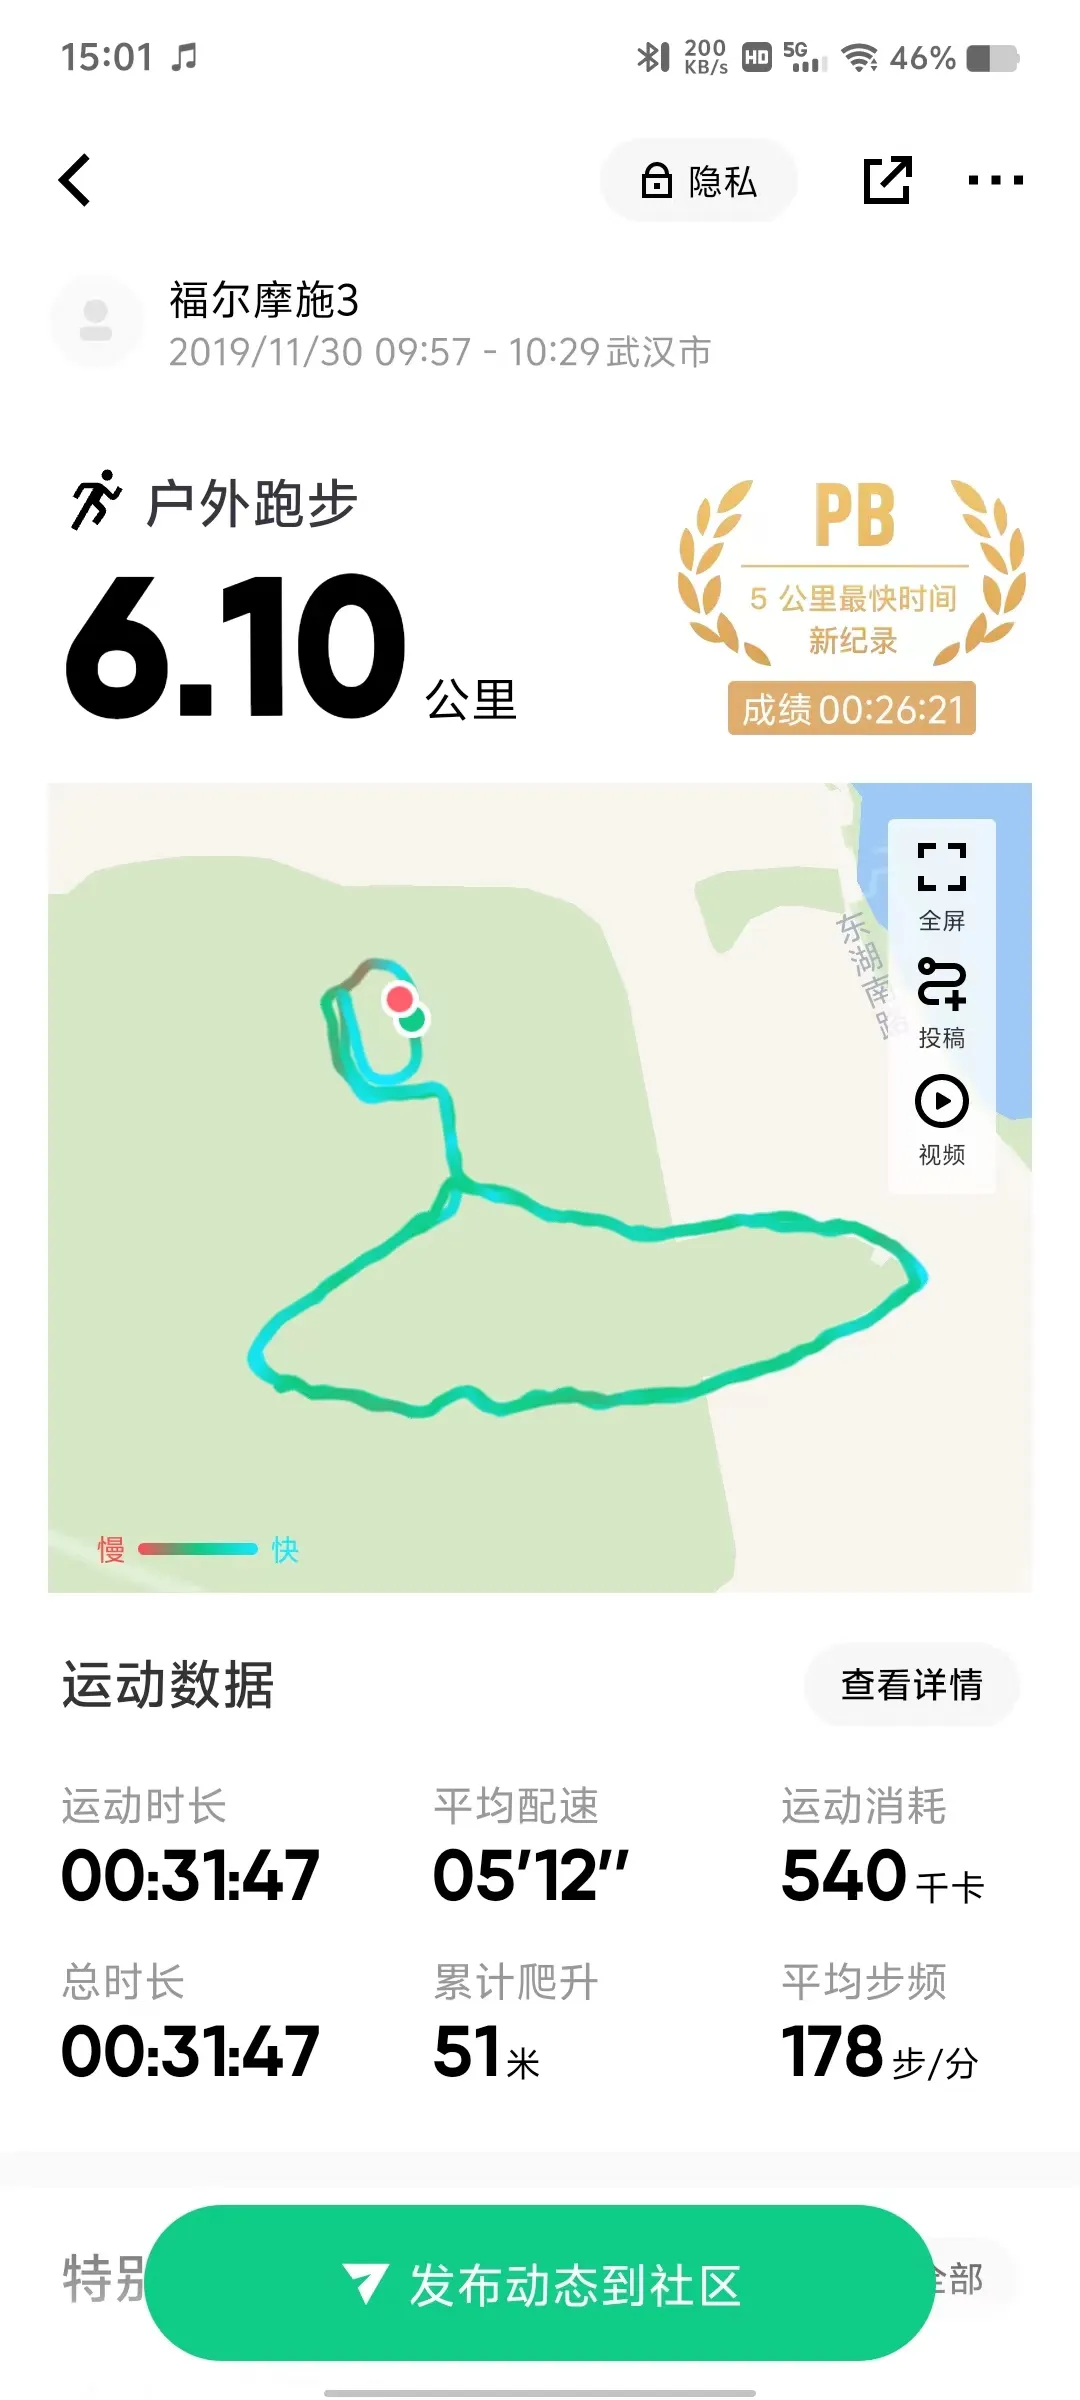 15:01
200 KB/s HD 5G 46%
隐私
福尔摩施3
2019/11/30 09:57 - 10:29 武汉市
户外跑步
6.10 公里
PB
5 公里最快时间
新纪录
成绩 00:26:21
东湖南路
全屏
投稿
视频
慢 快
运动数据
查看详情
运动时长 平均配速 运动消耗
00:31:47 05'12'' 540 千卡
总时长 累计爬升 平均步频
00:31:47 51 米 178 步/分
特别 全部
发布动态到社区